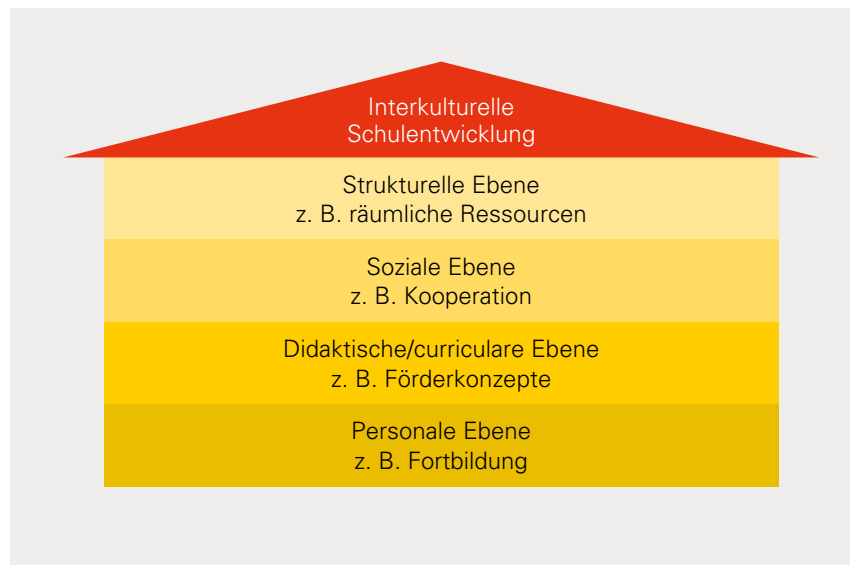 Interkulturelle
Schulentwicklung
Strukturelle Ebene
z. B. räumliche Ressourcen
Soziale Ebene
z. B. Kooperation
Didaktische/curriculare Ebene
z. B. Förderkonzepte
Personale Ebene
z. B. Fortbildung